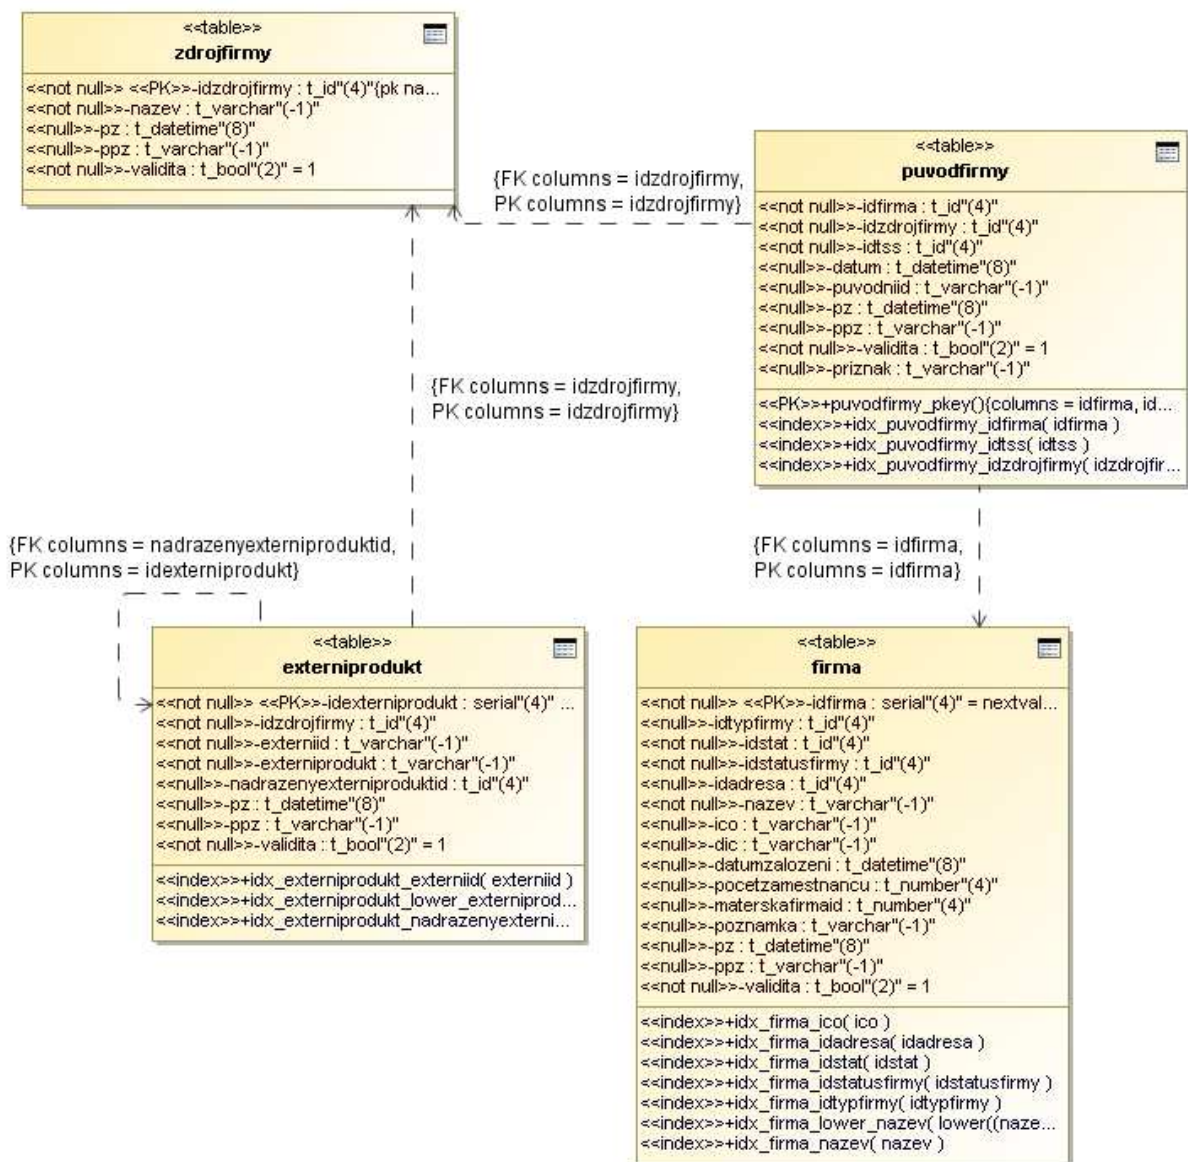 <<table>>
zdrojfirmy
<<not null>> <<PK>>-idzdrojfirmy : t_id"(4)"{pk na...
<<not null>>-nazev : t_varchar"(-1)"
<<null>>-pz : t_datetime"(8)"
<<null>>-ppz : t_varchar"(-1)"
<<not null>>-validita : t_bool"(2)" = 1
{FK columns = idzdrojfirmy,
PK columns = idzdrojfirmy}
<<table>>
puvodfirmy
<<not null>>-idfirma : t_id"(4)"
<<not null>>-idzdrojfirmy : t_id"(4)"
<<not null>>-idtss : t_id"(4)"
<<null>>-datum : t_datetime"(8)"
<<null>>-puvodniid : t_varchar"(-1)"
<<null>>-pz : t_datetime"(8)"
<<null>>-ppz : t_varchar"(-1)"
<<not null>>-validita : t_bool"(2)" = 1
<<null>>-priznak : t_varchar"(-1)"
<<PK>>+puvodfirmy_pkey(){columns = idfirma, id...
<<index>>+idx_puvodfirmy_idfirma( idfirma )
<<index>>+idx_puvodfirmy_idtss( idtss )
<<index>>+idx_puvodfirmy_idzdrojfirmy( idzdrojfir...
{FK columns = idzdrojfirmy,
PK columns = idzdrojfirmy}
{FK columns = nadrazenyexterniproduktid,
PK columns = idexterniprodukt}
{FK columns = idfirma,
PK columns = idfirma}
<<table>>
externiprodukt
<<not null>> <<PK>>-idexterniprodukt : serial"(4)" ...
<<not null>>-idzdrojfirmy : t_id"(4)"
<<not null>>-externiid : t_varchar"(-1)"
<<not null>>-externiprodukt : t_varchar"(-1)"
<<null>>-nadrazenyexterniproduktid : t_id"(4)"
<<null>>-pz : t_datetime"(8)"
<<null>>-ppz : t_varchar"(-1)"
<<not null>>-validita : t_bool"(2)" = 1
<<index>>+idx_externiprodukt_externiid( externiid )
<<index>>+idx_externiprodukt_lower_externiprod...
<<index>>+idx_externiprodukt_nadrazenyexterni...
<<table>>
firma
<<not null>> <<PK>>-idfirma : serial"(4)" = nextval...
<<null>>-idtypfirmy : t_id"(4)"
<<not null>>-idstat : t_id"(4)"
<<not null>>-idstatusfirmy : t_id"(4)"
<<null>>-idadresa : t_id"(4)"
<<not null>>-nazev : t_varchar"(-1)"
<<null>>-ico : t_varchar"(-1)"
<<null>>-dic : t_varchar"(-1)"
<<null>>-datumzalozeni : t_datetime"(8)"
<<null>>-pocetzamestnancu : t_number"(4)"
<<null>>-materskafirmaid : t_number"(4)"
<<null>>-poznamka : t_varchar"(-1)"
<<null>>-pz : t_datetime"(8)"
<<null>>-ppz : t_varchar"(-1)"
<<not null>>-validita : t_bool"(2)" = 1
<<index>>+idx_firma_ico( ico )
<<index>>+idx_firma_idadresa( idadresa )
<<index>>+idx_firma_idstat( idstat )
<<index>>+idx_firma_idstatusfirmy( idstatusfirmy )
<<index>>+idx_firma_idtypfirmy( idtypfirmy )
<<index>>+idx_firma_lower_nazev( lower((naze...
<<index>>+idx_firma_nazev( nazev )